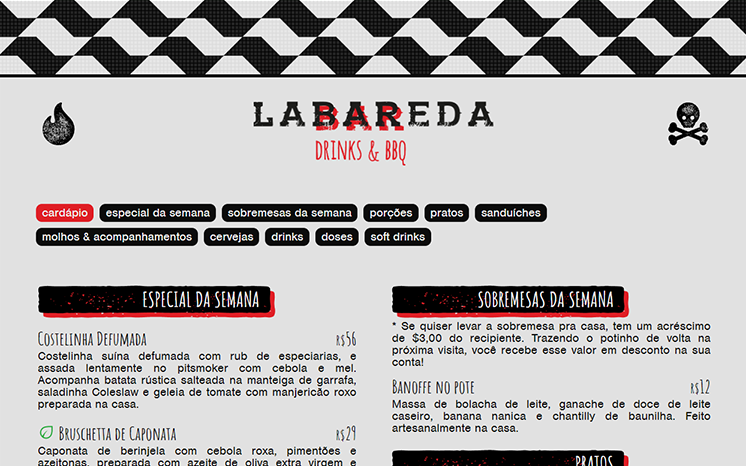 LABAREDA
DRINKS & BBQ
cardápio especial da semana sobremesas da semana porções pratos sanduíches
molhos & acompanhamentos cervejas drinks doses soft drinks
ESPECIAL DA SEMANA
COSTELINHA DEFUMADA R$56
Costelinha suína defumada com rub de especiarias, e
assada lentamente no pitsmoker com cebola e mel.
Acompanha batata rústica salteada na manteiga de garrafa,
saladinha Coleslaw e geleia de tomate com manjericão roxo
preparada na casa.
BRUSCHETTA DE CAPONATA R$29
Caponata de berinjela com cebola roxa, pimentões e
azeitonas, preparada com azeite de oliva extra virgem e
SOBREMESAS DA SEMANA
* Se quiser levar a sobremesa pra casa, tem um acréscimo
de $3,00 do recipiente. Trazendo o potinho de volta na
próxima visita, você recebe esse valor em desconto na sua
conta!
BANOFFE NO POTE R$12
Massa de bolacha de leite, ganache de doce de leite
caseiro, banana nanica e chantilly de baunilha. Feito
artesanalmente na casa.
PRATOS